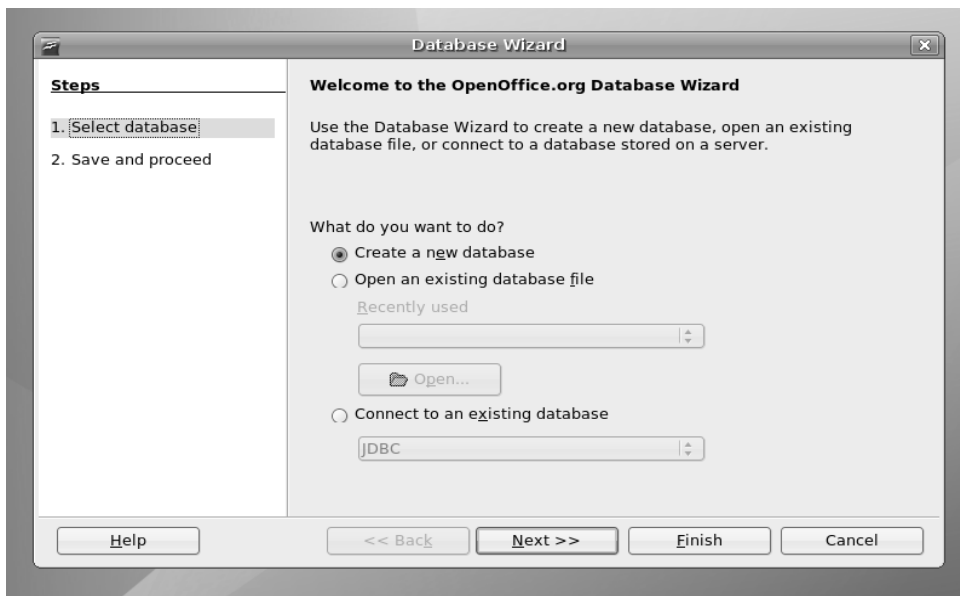 Database Wizard
Steps
1. Select database
2. Save and proceed
Welcome to the OpenOffice.org Database Wizard
Use the Database Wizard to create a new database, open an existing
database file, or connect to a database stored on a server.
What do you want to do?
Create a new database
Open an existing database file
Recently used
Open...
Connect to an existing database
JDBC
Help
<< Back
Next >>
Finish
Cancel